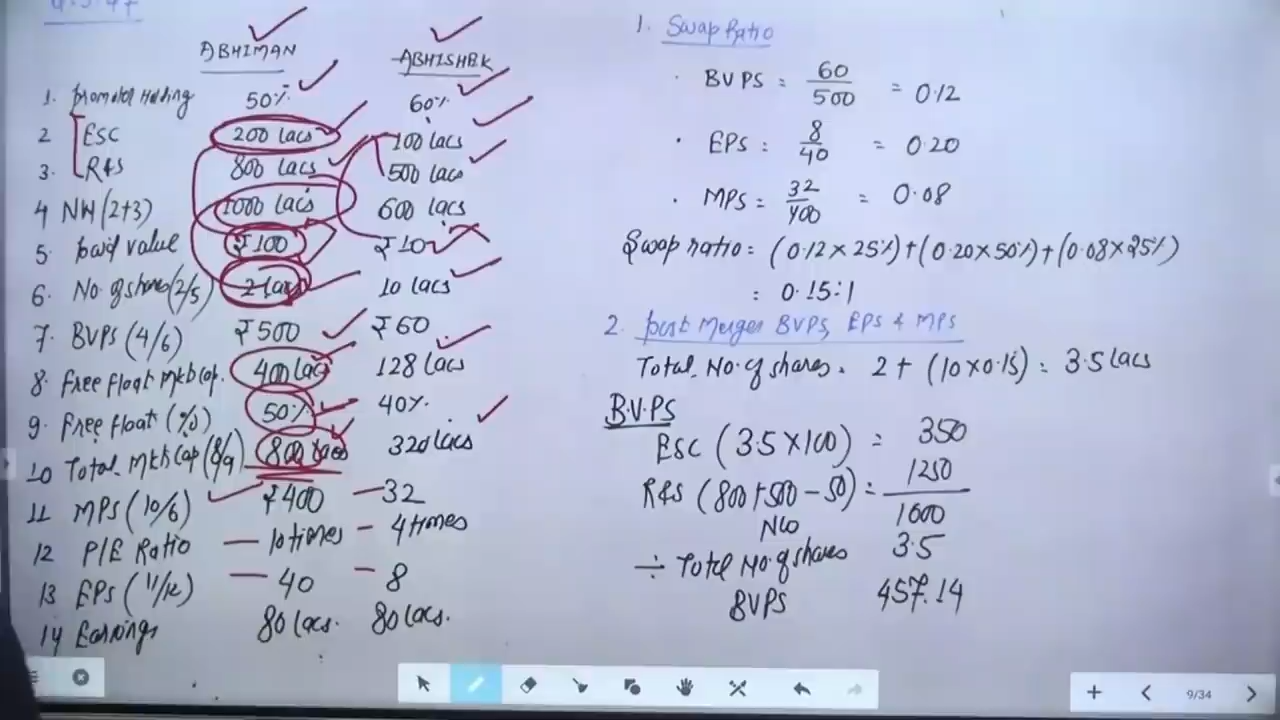 ABHIMAN ABHISHEK
1. promoter Holding 50% 60%
2 ESC 200 lacs 100 lacs
3. R&S 800 lacs 500 lacs
4 NW (2+3) 1000 lacs 600 lacs
5. paid value ₹100 ₹10
6. No. of shares (2/5) 2 lacs 10 lacs
7. BVPS (4/6) ₹500 ₹60
8. Free Float Mkt Cap. 400 lacs 128 lacs
9. Free Float (%) 50% 40%
10 Total Mkt Cap (8/9) 800 lacs 320 lacs
11 MPS (10/6) ₹400 32
12 P/E Ratio 10 times 4 times
13 EPS (11/12) 40 8
14 Earnings 80 lacs. 80 lacs.
1. Swap Ratio
. BVPS = 60/500 = 0.12
. EPS = 8/40 = 0.20
. MPS = 32/400 = 0.08
Swap ratio = (0.12 × 25%) + (0.20 × 50%) + (0.08 × 25%)
= 0.15:1
2. post Merger BVPS, EPS & MPS
Total No. of shares = 2 + (10 × 0.15) = 3.5 lacs
B.V.PS
ESC (3.5 × 100) = 350
R&S (800 + 500 - 50) = 1250
NW 1600
÷ Total No. of shares 3.5
BVPS 457.14
9/34